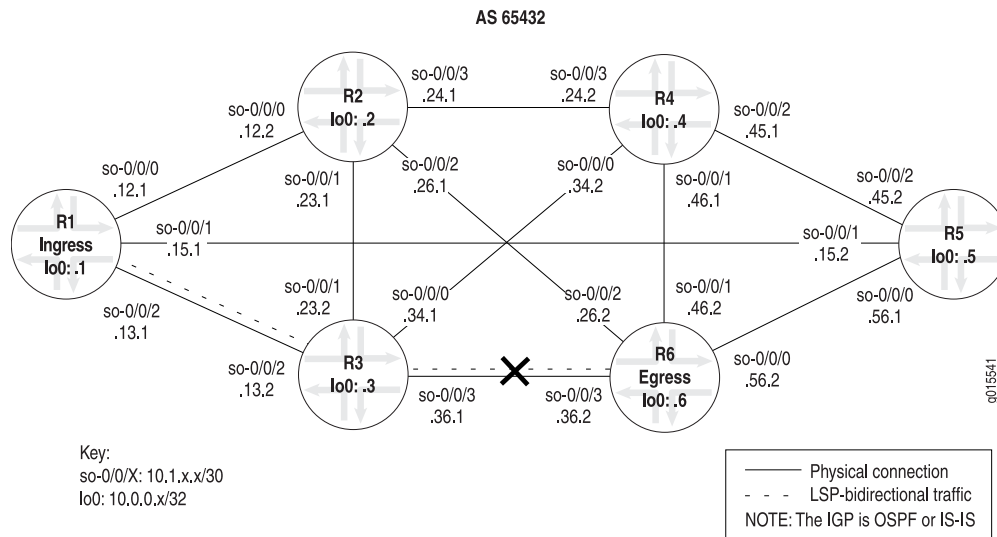 AS 65432
R2
lo0: .2
so-0/0/3
.24.1
so-0/0/3
.24.2
R4
lo0: .4
so-0/0/0
.12.2
so-0/0/2
.45.1
so-0/0/0
.12.1
so-0/0/1
.23.1
so-0/0/2
.26.1
so-0/0/0
.34.2
so-0/0/1
.46.1
so-0/0/2
.45.2
R1
Ingress
lo0: .1
so-0/0/1
.15.1
so-0/0/1
.15.2
R5
lo0: .5
so-0/0/2
.13.1
so-0/0/1
.23.2
so-0/0/0
.34.1
so-0/0/2
.26.2
so-0/0/1
.46.2
so-0/0/0
.56.1
so-0/0/2
.13.2
R3
lo0: .3
so-0/0/3
.36.1
so-0/0/3
.36.2
R6
Egress
lo0: .6
so-0/0/0
.56.2
g015541
Key:
so-0/0/X: 10.1.x.x/30
lo0: 10.0.0.x/32
Physical connection
LSP-bidirectional traffic
NOTE: The IGP is OSPF or IS-IS